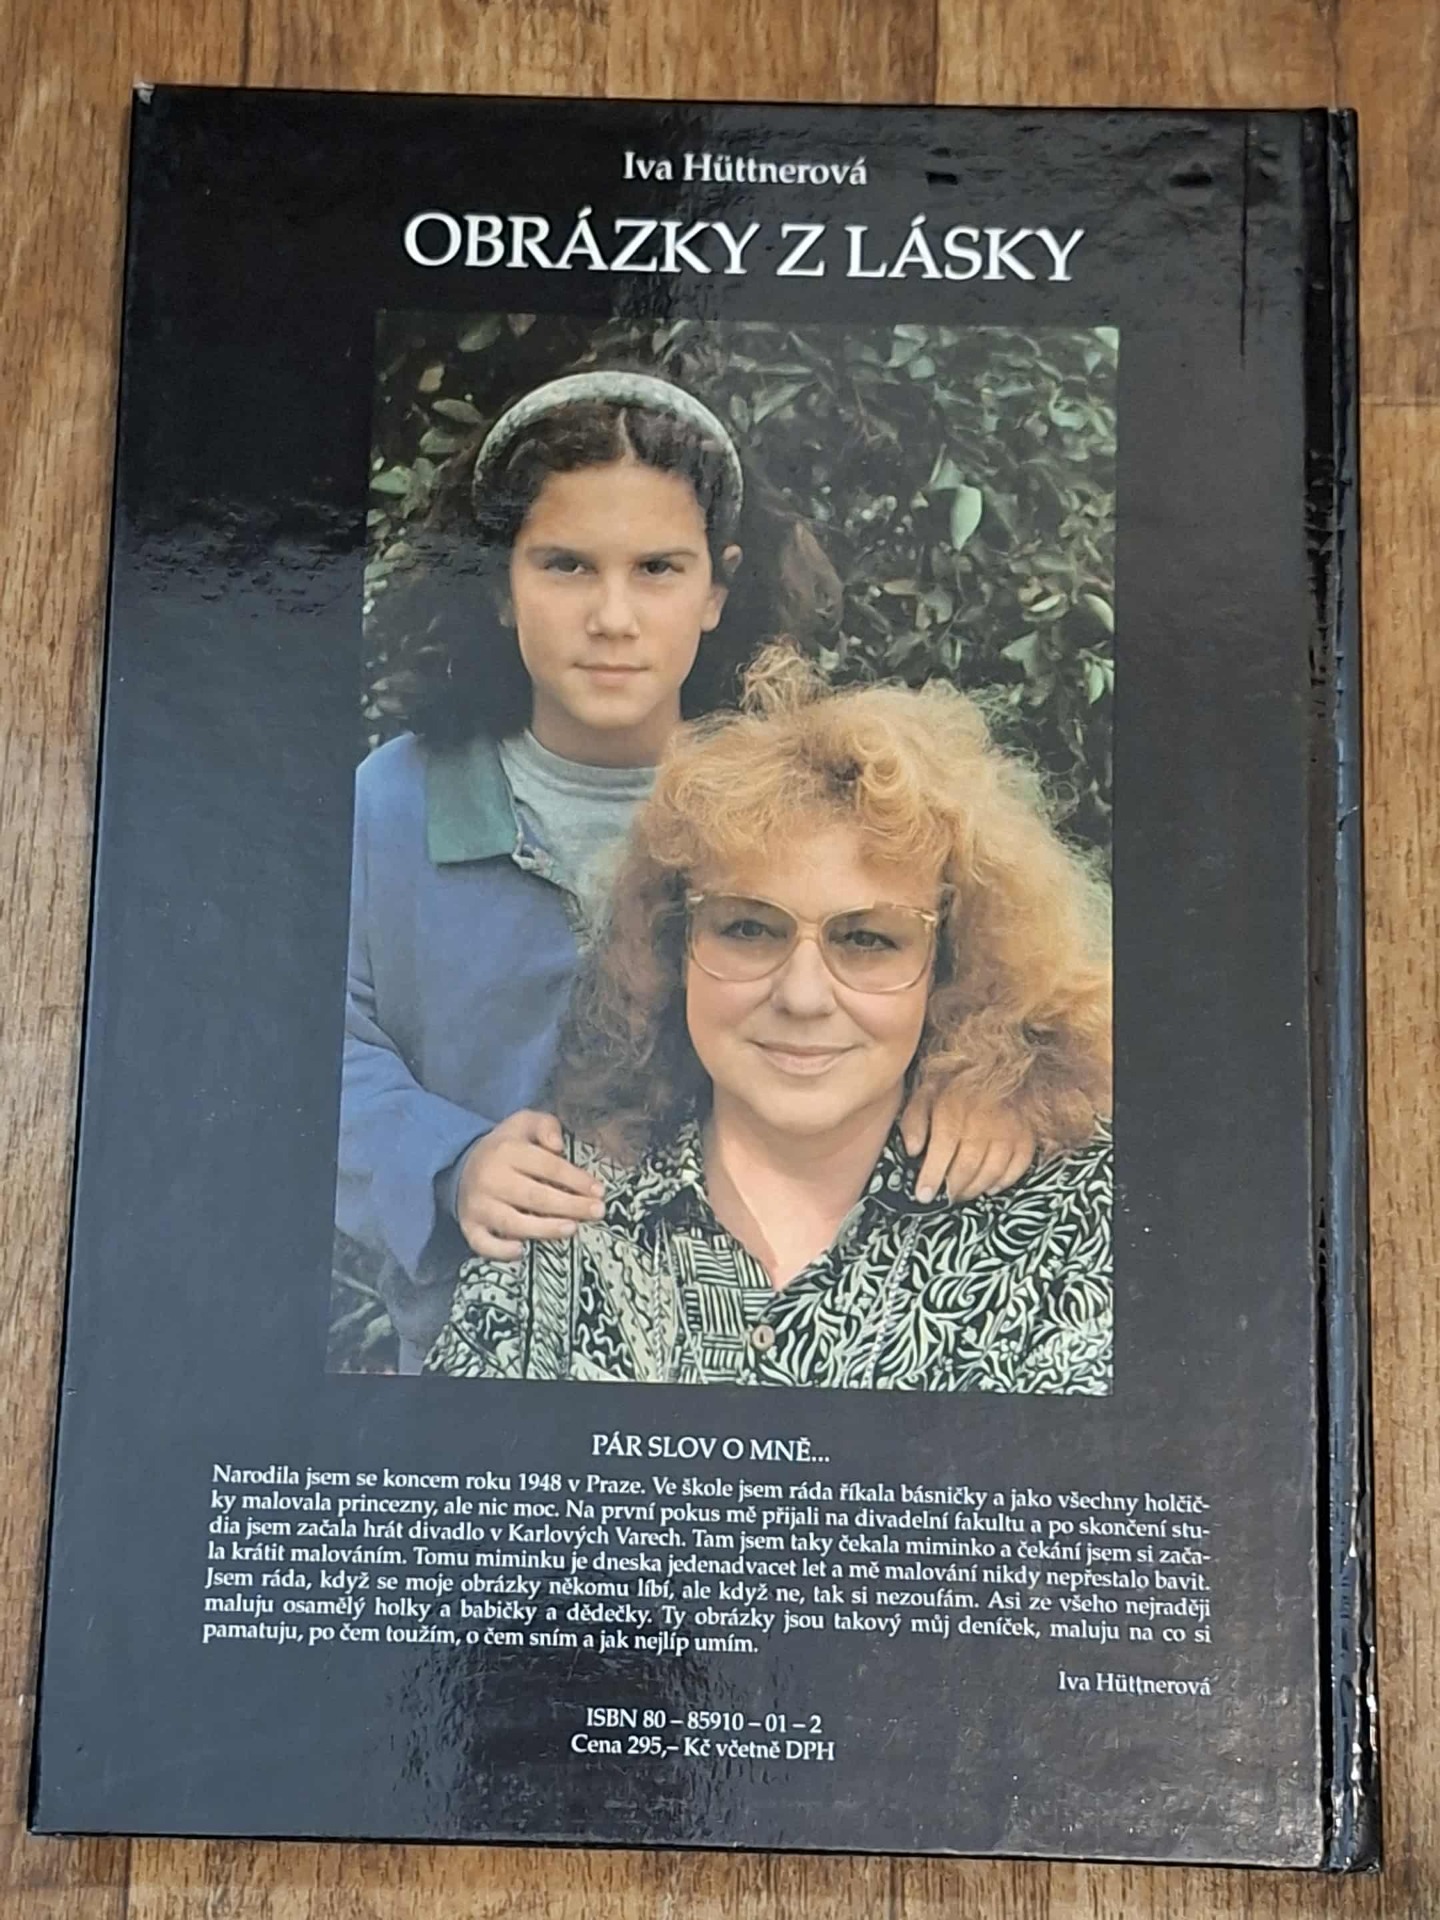 Iva Hüttnerová
OBRÁZKY Z LÁSKY
PÁR SLOV O MNĚ...
Narodila jsem se koncem roku 1948 v Praze. Ve škole jsem ráda říkala básničky a jako všechny holčič-
ky malovala princezny, ale nic moc. Na první pokus mě přijali na divadelní fakultu a po skončení stu-
dia jsem začala hrát divadlo v Karlových Varech. Tam jsem taky čekala miminko a čekání jsem si zača-
la krátit malováním. Tomu miminku je dneska jedenadvacet let a mě malování nikdy nepřestalo bavit.
Jsem ráda, když se moje obrázky někomu líbí, ale když ne, tak si nezoufám. Asi ze všeho nejraději
maluju osamělý holky a babičky a dědečky. Ty obrázky jsou takový můj deníček, maluju na co si
pamatuju, po čem toužím, o čem sním a jak nejlíp umím.
Iva Hüttnerová
ISBN 80 – 85910 – 01 – 2
Cena 295,– Kč včetně DPH